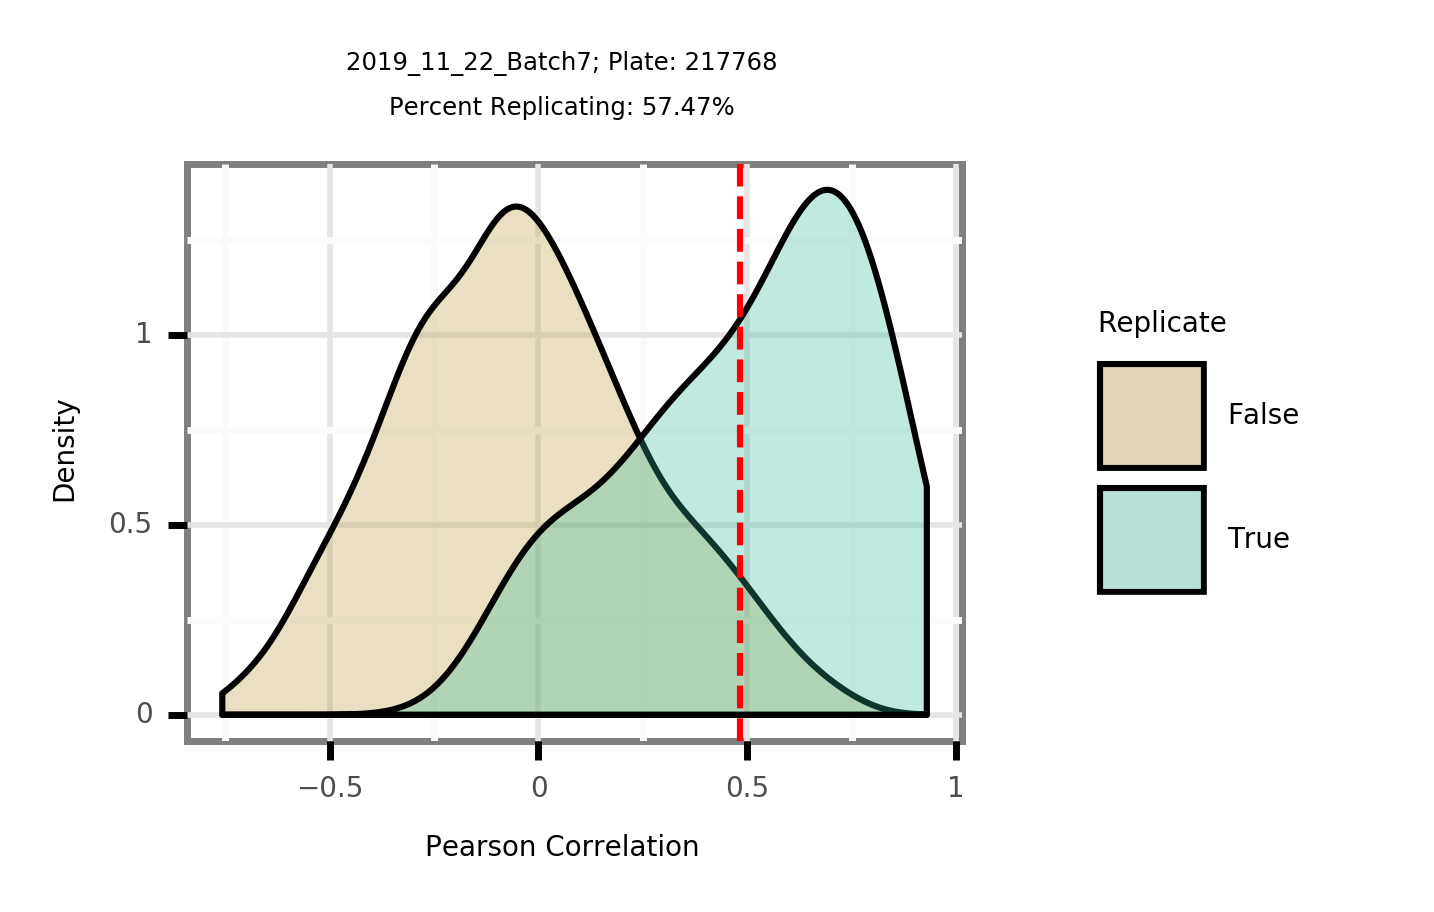 2019_11_22_Batch7; Plate: 217768
Percent Replicating: 57.47%
Density
1
0.5
0
−0.5
0
0.5
1
Pearson Correlation
Replicate
False
True